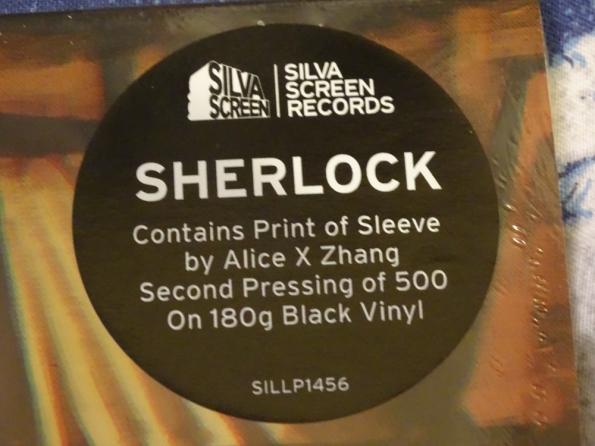 SILVA
SCREEN
SILVA
SCREEN
RECORDS
SHERLOCK
Contains Print of Sleeve
by Alice X Zhang
Second Pressing of 500
On 180g Black Vinyl
SILLP1456